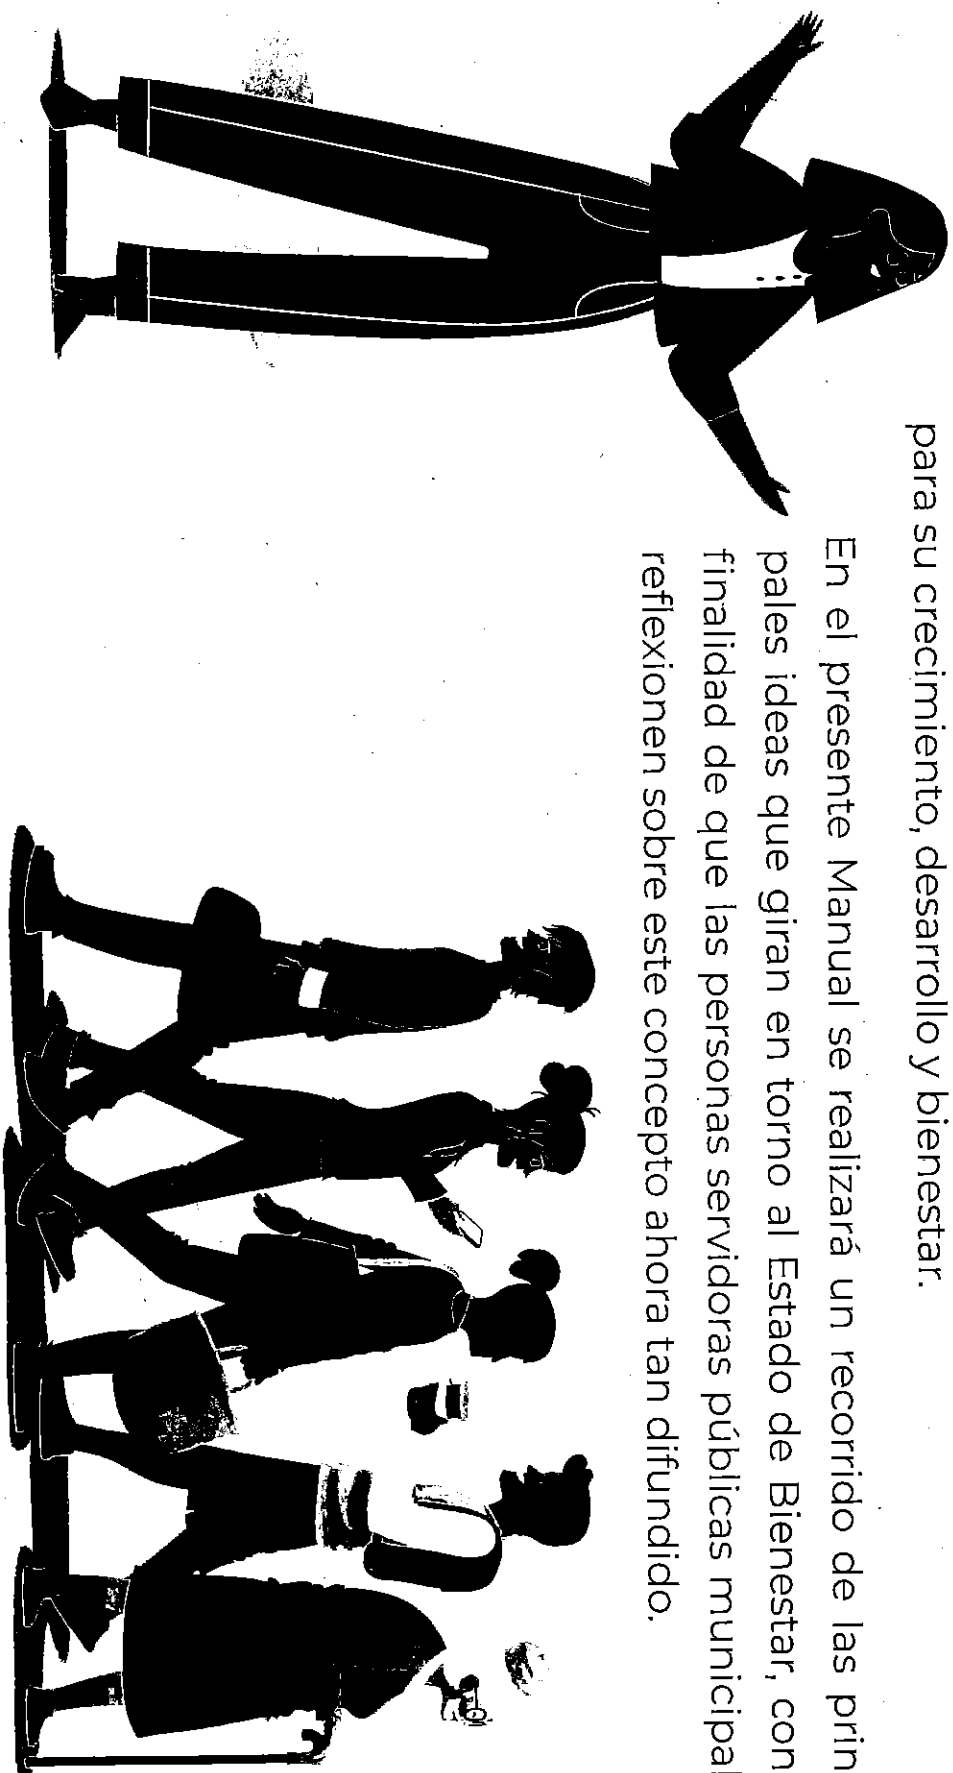 para su crecimiento, desarrollo y bienestar.
En el presente Manual se realizará un recorrido de las prin
pales ideas que giran en torno al Estado de Bienestar, con
finalidad de que las personas servidoras públicas municipal
reflexionen sobre este concepto ahora tan difundido.